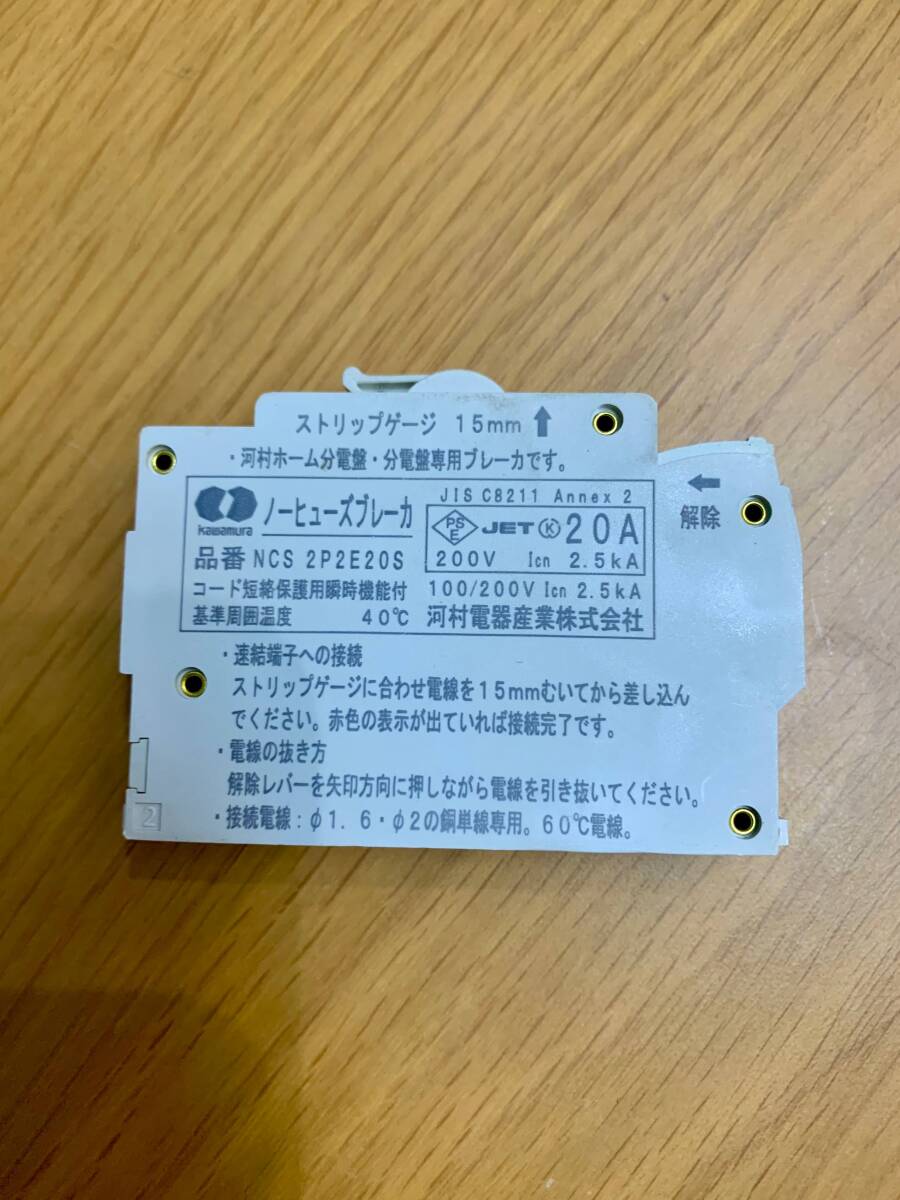 ストリップゲージ 15mm ↑
・河村ホーム分電盤・分電盤専用ブレーカです。
← 解除
kawamura ノーヒューズブレーカ
品番 NCS 2P2E20S
コード短絡保護用瞬時機能付
基準周囲温度 40℃
JIS C8211 Annex 2
PS E JET Ⓚ 20A
200V Icn 2.5kA
100/200V Icn 2.5kA
河村電器産業株式会社
・速結端子への接続
ストリップゲージに合わせ電線を15mmむいてから差し込ん
でください。赤色の表示が出ていれば接続完了です。
・電線の抜き方
解除レバーを矢印方向に押しながら電線を引き抜いてください。
・接続電線：φ1.6・φ2の銅単線専用。60℃電線。
2